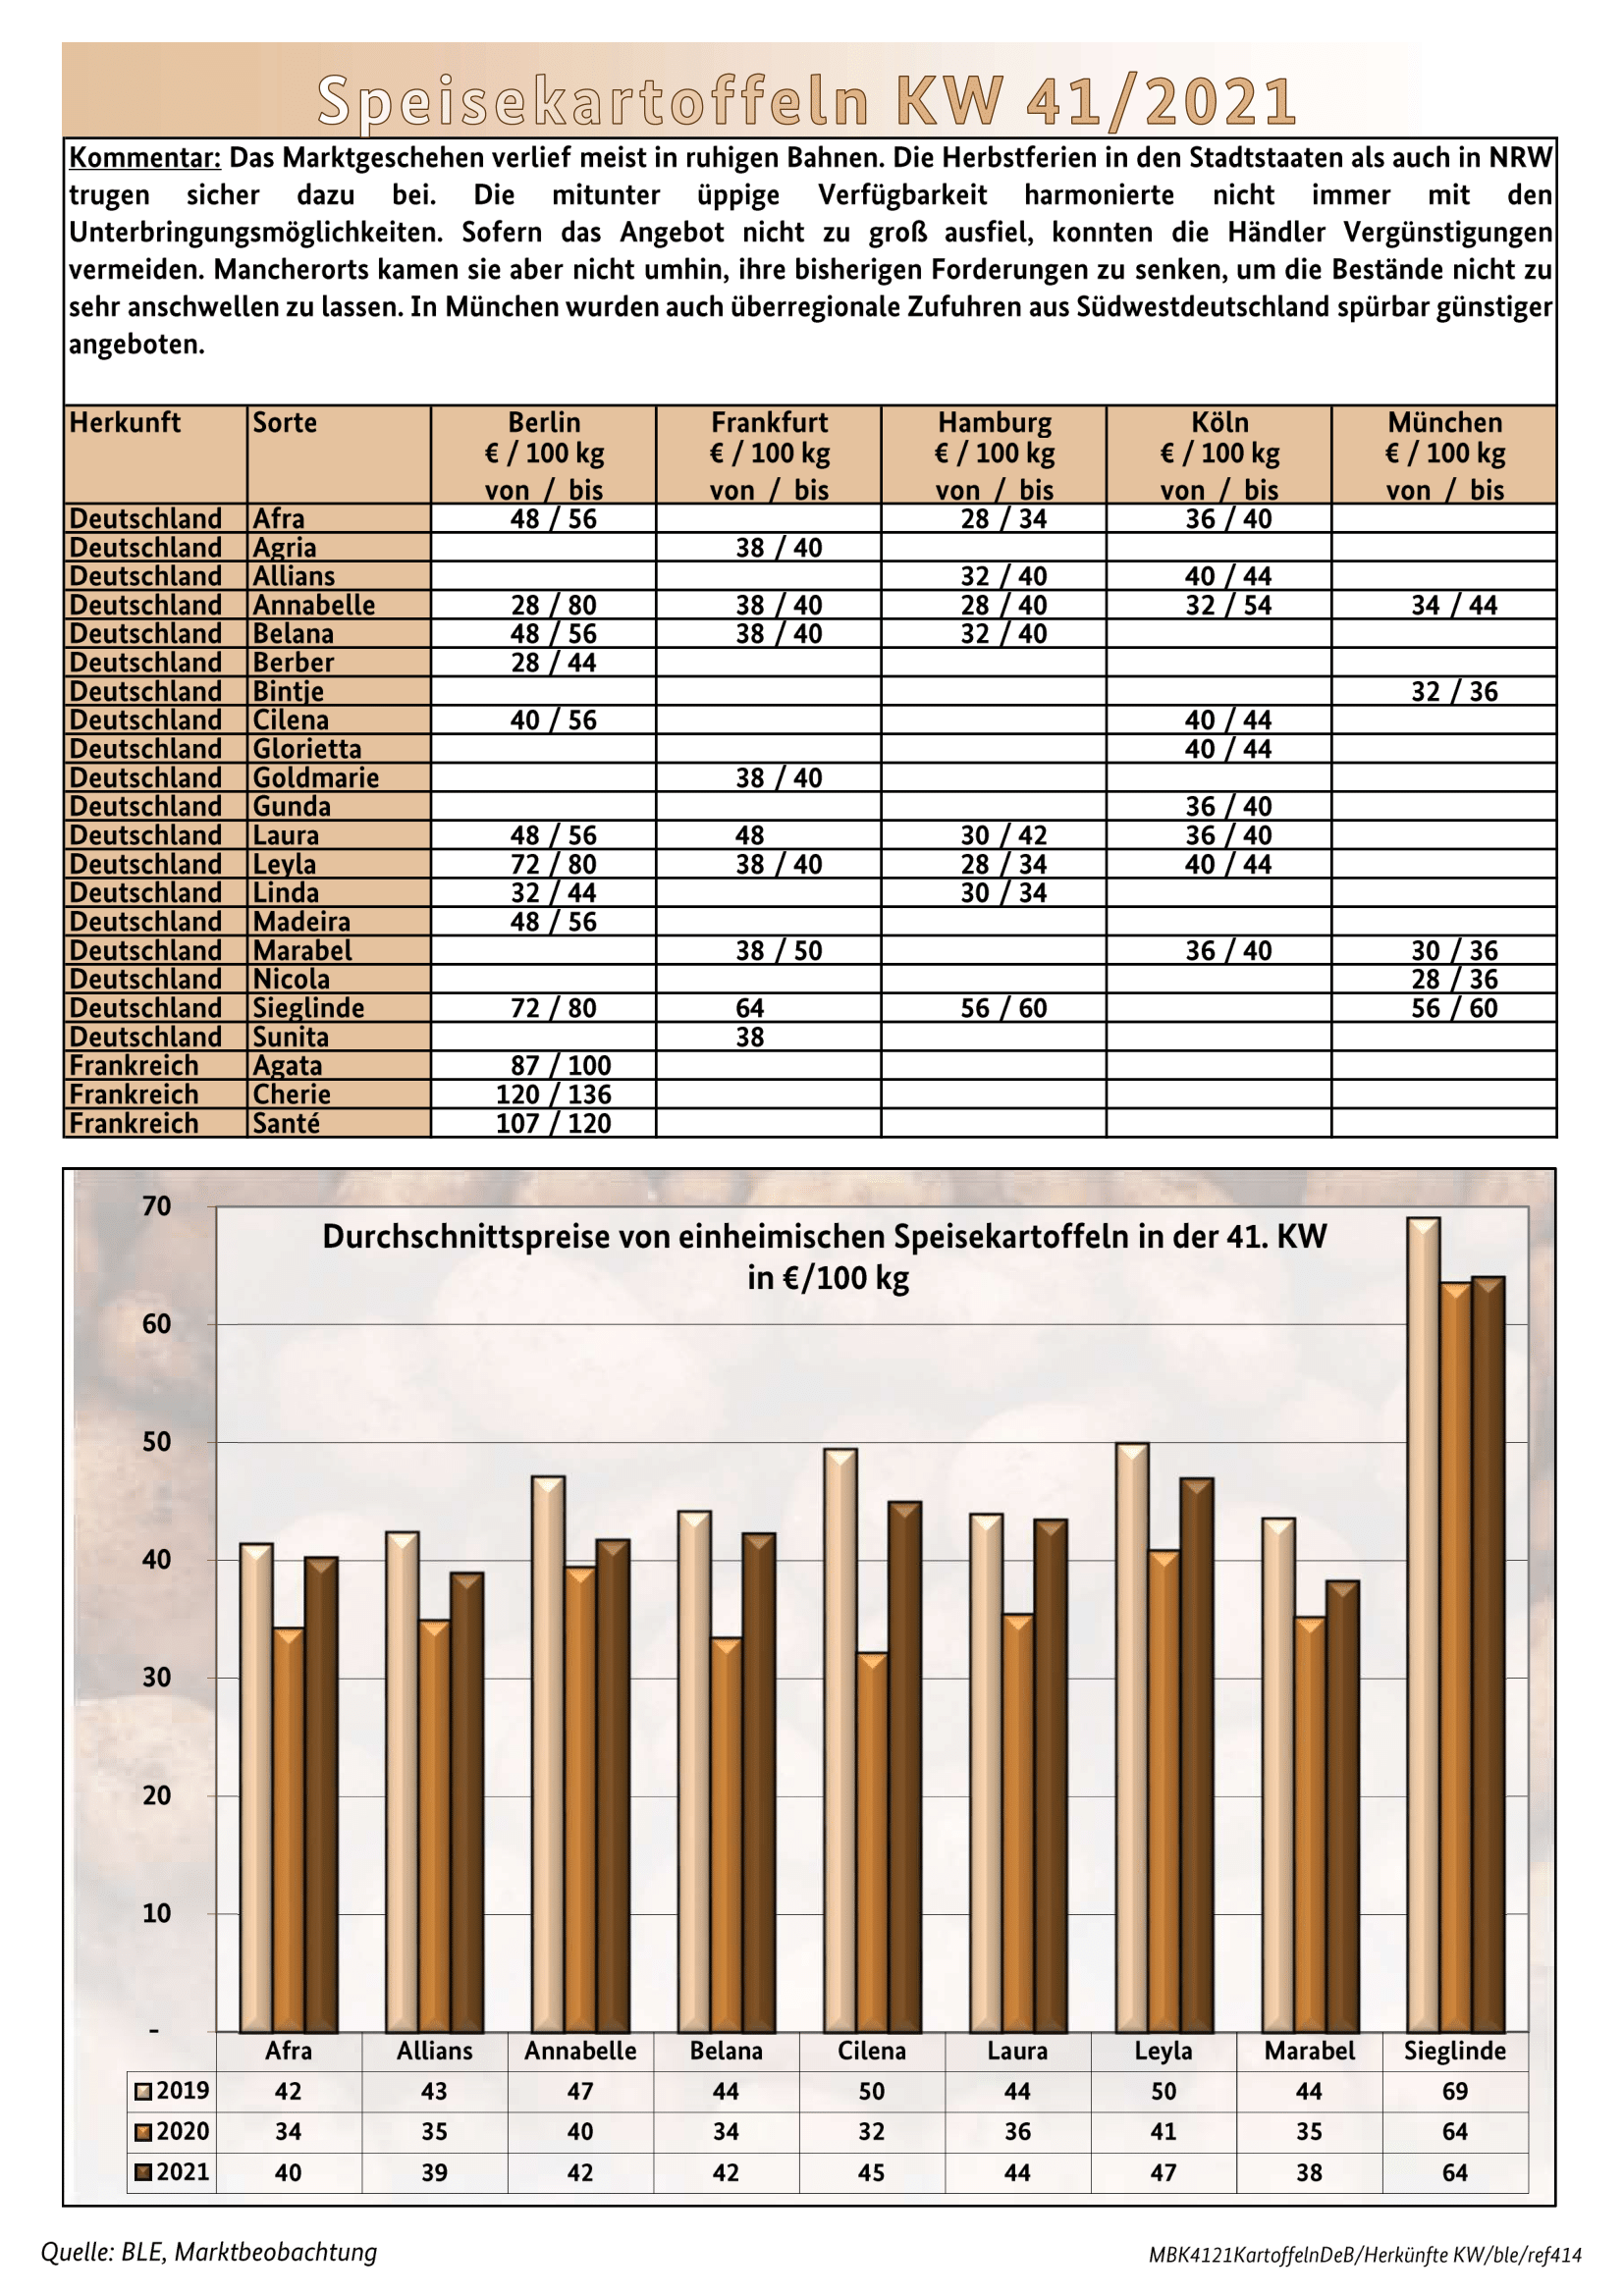 Speisekartoffeln KW 41/2021
Kommentar: Das Marktgeschehen verlief meist in ruhigen Bahnen. Die Herbstferien in den Stadtstaaten als auch in NRW
trugen sicher dazu bei. Die mitunter üppige Verfügbarkeit harmonierte nicht immer mit den
Unterbringungsmöglichkeiten. Sofern das Angebot nicht zu groß ausfiel, konnten die Händler Vergünstigungen
vermeiden. Mancherorts kamen sie aber nicht umhin, ihre bisherigen Forderungen zu senken, um die Bestände nicht zu
sehr anschwellen zu lassen. In München wurden auch überregionale Zufuhren aus Südwestdeutschland spürbar günstiger
angeboten.
Herkunft Sorte Berlin Frankfurt Hamburg Köln München
€ / 100 kg € / 100 kg € / 100 kg € / 100 kg € / 100 kg
von / bis von / bis von / bis von / bis von / bis
Deutschland Afra 48 / 56 28 / 34 36 / 40
Deutschland Agria 38 / 40
Deutschland Allians 32 / 40 40 / 44
Deutschland Annabelle 28 / 80 38 / 40 28 / 40 32 / 54 34 / 44
Deutschland Belana 48 / 56 38 / 40 32 / 40
Deutschland Berber 28 / 44
Deutschland Bintje 32 / 36
Deutschland Cilena 40 / 56 40 / 44
Deutschland Glorietta 40 / 44
Deutschland Goldmarie 38 / 40
Deutschland Gunda 36 / 40
Deutschland Laura 48 / 56 48 30 / 42 36 / 40
Deutschland Leyla 72 / 80 38 / 40 28 / 34 40 / 44
Deutschland Linda 32 / 44 30 / 34
Deutschland Madeira 48 / 56
Deutschland Marabel 38 / 50 36 / 40 30 / 36
Deutschland Nicola 28 / 36
Deutschland Sieglinde 72 / 80 64 56 / 60 56 / 60
Deutschland Sunita 38
Frankreich Agata 87 / 100
Frankreich Cherie 120 / 136
Frankreich Santé 107 / 120
Durchschnittspreise von einheimischen Speisekartoffeln in der 41. KW
in €/100 kg
70
60
50
40
30
20
10
-
Afra Allians Annabelle Belana Cilena Laura Leyla Marabel Sieglinde
2019 42 43 47 44 50 44 50 44 69
2020 34 35 40 34 32 36 41 35 64
2021 40 39 42 42 45 44 47 38 64
Quelle: BLE, Marktbeobachtung
MBK4121KartoffelnDeB/Herkünfte KW/ble/ref414